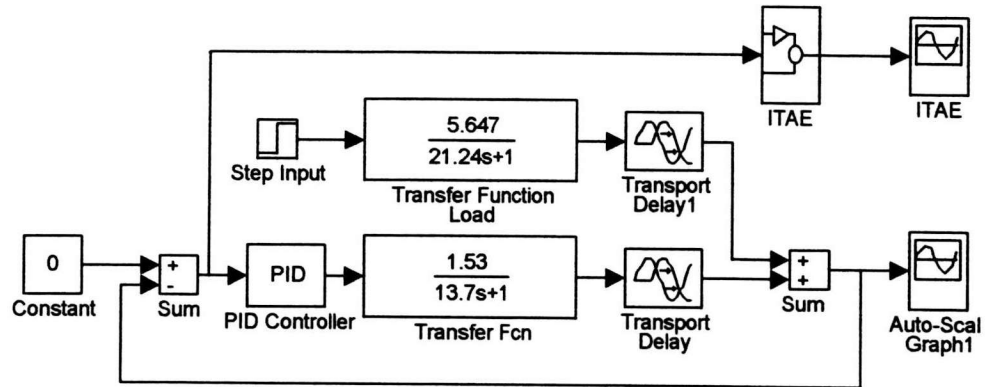 ITAE
ITAE
Step Input
5.647
21.24s+1
Transfer Function
Load
Transport
Delay1
0
Constant
+
-
Sum
PID
PID Controller
1.53
13.7s+1
Transfer Fcn
Transport
Delay
+
+
Sum
Auto-Scal
Graph1